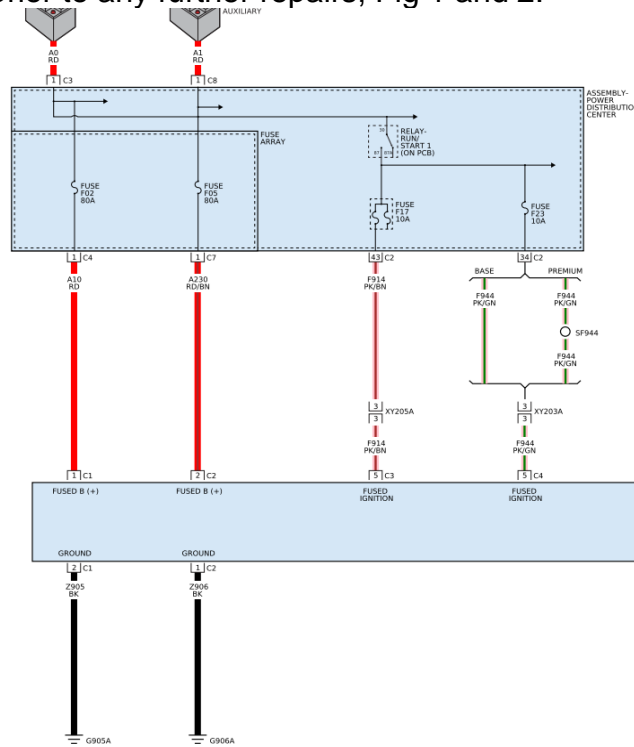 prior to any further repairs, Fig 1 and 2.
AUXILIARY
A0
RD
A1
RD
1 C3
1 C8
ASSEMBLY-
POWER
DISTRIBUTIO
CENTER
FUSE
ARRAY
30
87 87A
RELAY-
RUN/
START 1
(ON PCB)
FUSE
F02
80A
FUSE
F05
80A
FUSE
F17
10A
FUSE
F23
10A
1 C4
1 C7
43 C2
34 C2
A10
RD
A230
RD/BN
F914
PK/BN
BASE
PREMIUM
F944
PK/GN
F944
PK/GN
SF944
F944
PK/GN
3
3
XY205A
3
3
XY203A
F914
PK/BN
F944
PK/GN
1 C1
2 C2
5 C3
5 C4
FUSED B (+)
FUSED B (+)
FUSED
IGNITION
FUSED
IGNITION
GROUND
GROUND
2 C1
1 C2
Z905
BK
Z906
BK
G905A
G906A